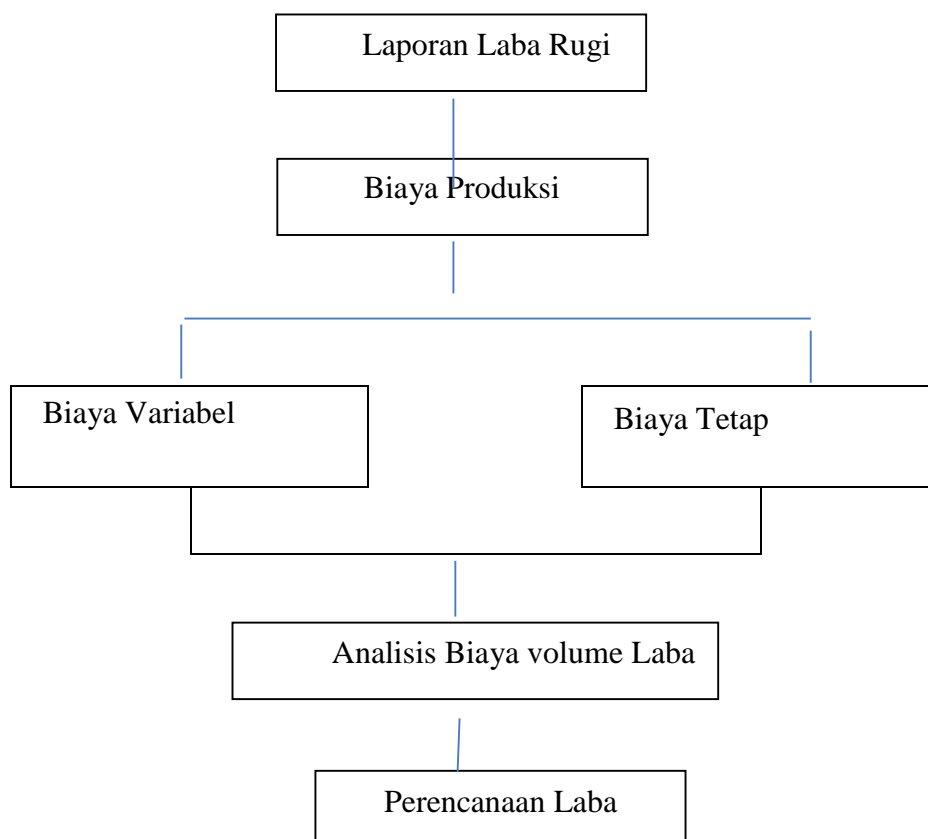 Laporan Laba Rugi
Biaya Produksi
Biaya Variabel
Biaya Tetap
Analisis Biaya volume Laba
Perencanaan Laba